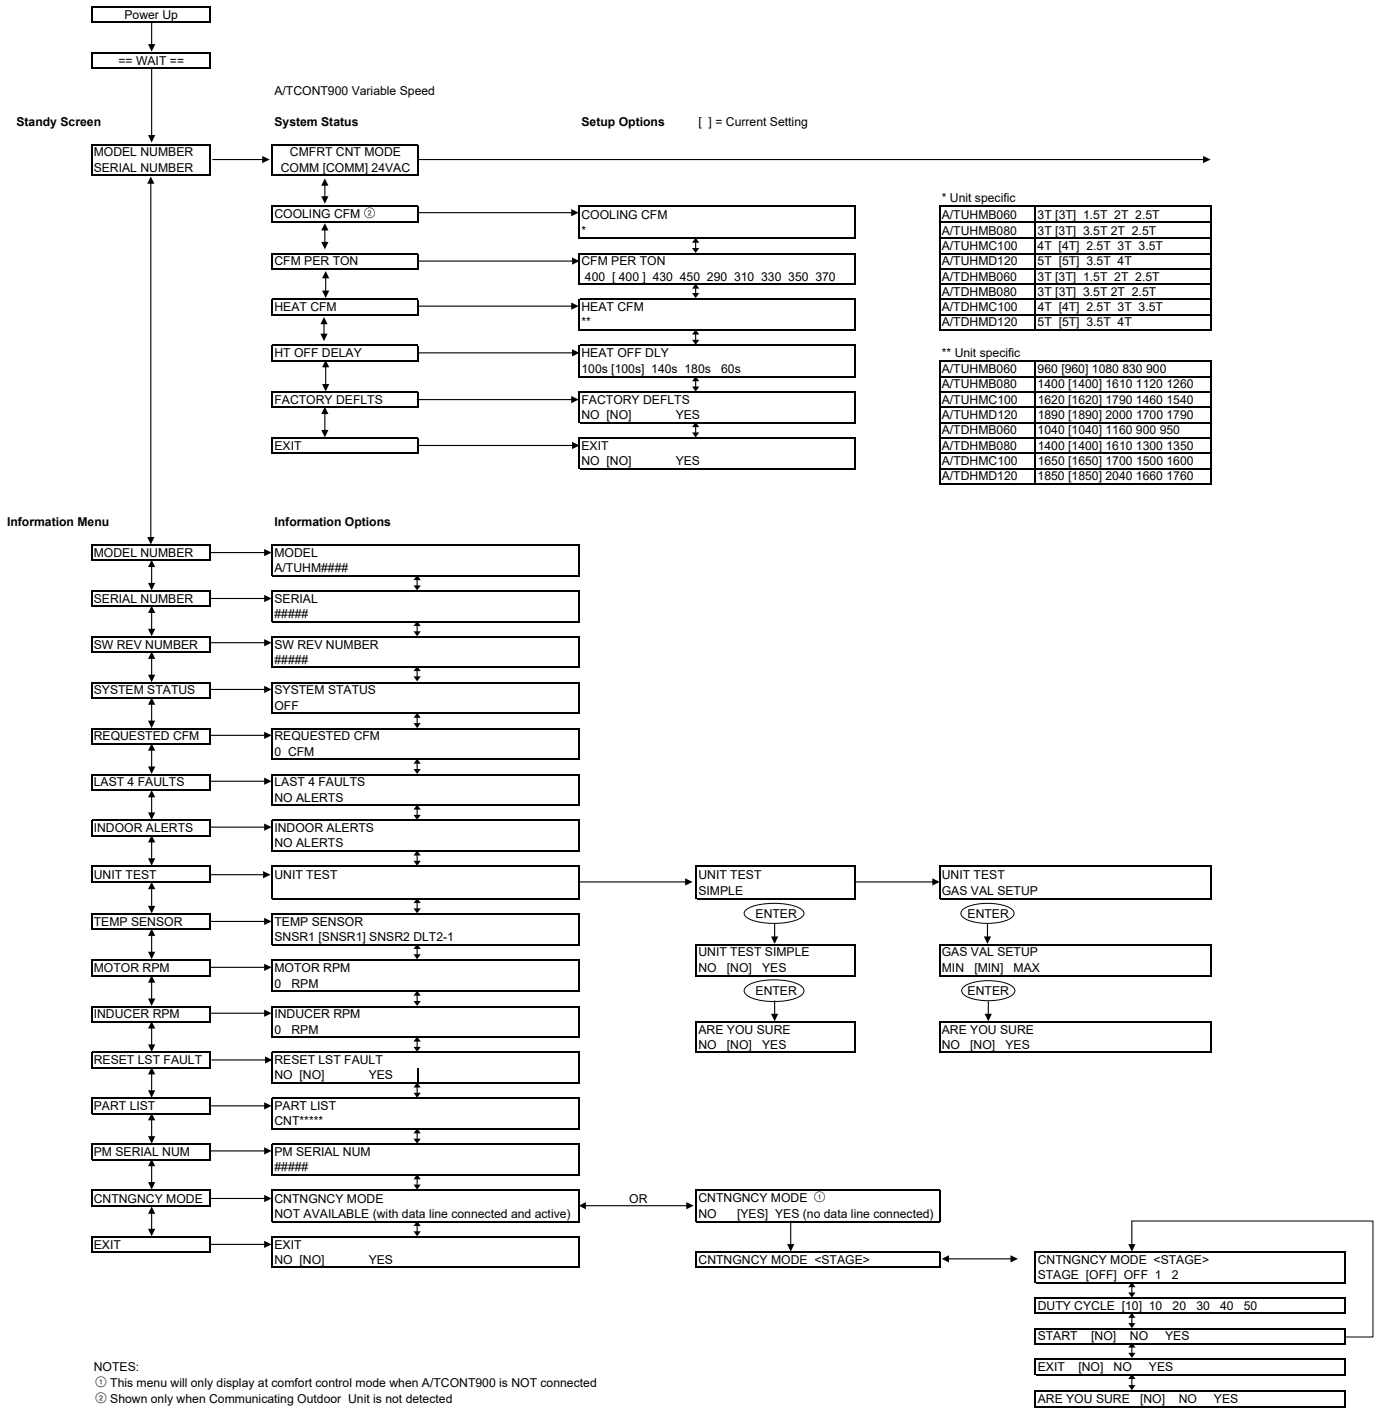 Power Up
== WAIT ==
A/TCONT900 Variable Speed
Standy Screen
System Status
Setup Options [ ] = Current Setting
MODEL NUMBER
SERIAL NUMBER
CMFRT CNT MODE
COMM [COMM] 24VAC
COOLING CFM ②
COOLING CFM
*
CFM PER TON
CFM PER TON
400 [ 400 ] 430 450 290 310 330 350 370
HEAT CFM
HEAT CFM
**
HT OFF DELAY
HEAT OFF DLY
100s [100s] 140s 180s 60s
FACTORY DEFLTS
FACTORY DEFLTS
NO [NO] YES
EXIT
EXIT
NO [NO] YES
* Unit specific
A/TUHMB060 3T [3T] 1.5T 2T 2.5T
A/TUHMB080 3T [3T] 3.5T 2T 2.5T
A/TUHMC100 4T [4T] 2.5T 3T 3.5T
A/TUHMD120 5T [5T] 3.5T 4T
A/TDHMB060 3T [3T] 1.5T 2T 2.5T
A/TDHMB080 3T [3T] 3.5T 2T 2.5T
A/TDHMC100 4T [4T] 2.5T 3T 3.5T
A/TDHMD120 5T [5T] 3.5T 4T
** Unit specific
A/TUHMB060 960 [960] 1080 830 900
A/TUHMB080 1400 [1400] 1610 1120 1260
A/TUHMC100 1620 [1620] 1790 1460 1540
A/TUHMD120 1890 [1890] 2000 1700 1790
A/TDHMB060 1040 [1040] 1160 900 950
A/TDHMB080 1400 [1400] 1610 1300 1350
A/TDHMC100 1650 [1650] 1700 1500 1600
A/TDHMD120 1850 [1850] 2040 1660 1760
Information Menu
Information Options
MODEL NUMBER
MODEL
A/TUHM####
SERIAL NUMBER
SERIAL
#####
SW REV NUMBER
SW REV NUMBER
#####
SYSTEM STATUS
SYSTEM STATUS
OFF
REQUESTED CFM
REQUESTED CFM
0 CFM
LAST 4 FAULTS
LAST 4 FAULTS
NO ALERTS
INDOOR ALERTS
INDOOR ALERTS
NO ALERTS
UNIT TEST
UNIT TEST
UNIT TEST
SIMPLE
ENTER
UNIT TEST SIMPLE
NO [NO] YES
ENTER
ARE YOU SURE
NO [NO] YES
UNIT TEST
GAS VAL SETUP
ENTER
GAS VAL SETUP
MIN [MIN] MAX
ENTER
ARE YOU SURE
NO [NO] YES
TEMP SENSOR
TEMP SENSOR
SNSR1 [SNSR1] SNSR2 DLT2-1
MOTOR RPM
MOTOR RPM
0 RPM
INDUCER RPM
INDUCER RPM
0 RPM
RESET LST FAULT
RESET LST FAULT
NO [NO] YES
PART LIST
PART LIST
CNT*****
PM SERIAL NUM
PM SERIAL NUM
#####
CNTNGNCY MODE
CNTNGNCY MODE
NOT AVAILABLE (with data line connected and active)
OR
CNTNGNCY MODE ①
NO [YES] YES (no data line connected)
EXIT
EXIT
NO [NO] YES
CNTNGNCY MODE <STAGE>
CNTNGNCY MODE <STAGE>
STAGE [OFF] OFF 1 2
DUTY CYCLE [10] 10 20 30 40 50
START [NO] NO YES
EXIT [NO] NO YES
ARE YOU SURE [NO] NO YES
NOTES:
① This menu will only display at comfort control mode when A/TCONT900 is NOT connected
② Shown only when Communicating Outdoor Unit is not detected